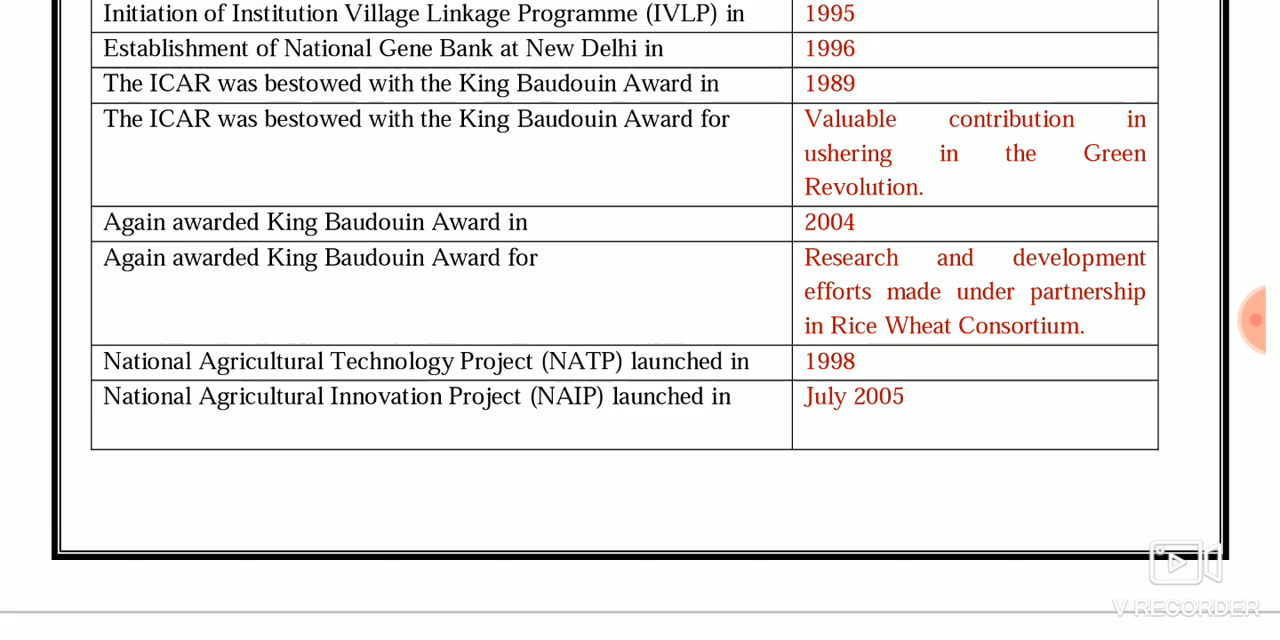 Initiation of Institution Village Linkage Programme (IVLP) in 1995
Establishment of National Gene Bank at New Delhi in 1996
The ICAR was bestowed with the King Baudouin Award in 1989
The ICAR was bestowed with the King Baudouin Award for Valuable contribution in
ushering in the Green
Revolution.
Again awarded King Baudouin Award in 2004
Again awarded King Baudouin Award for Research and development
efforts made under partnership
in Rice Wheat Consortium.
National Agricultural Technology Project (NATP) launched in 1998
National Agricultural Innovation Project (NAIP) launched in July 2005
V RECORDER